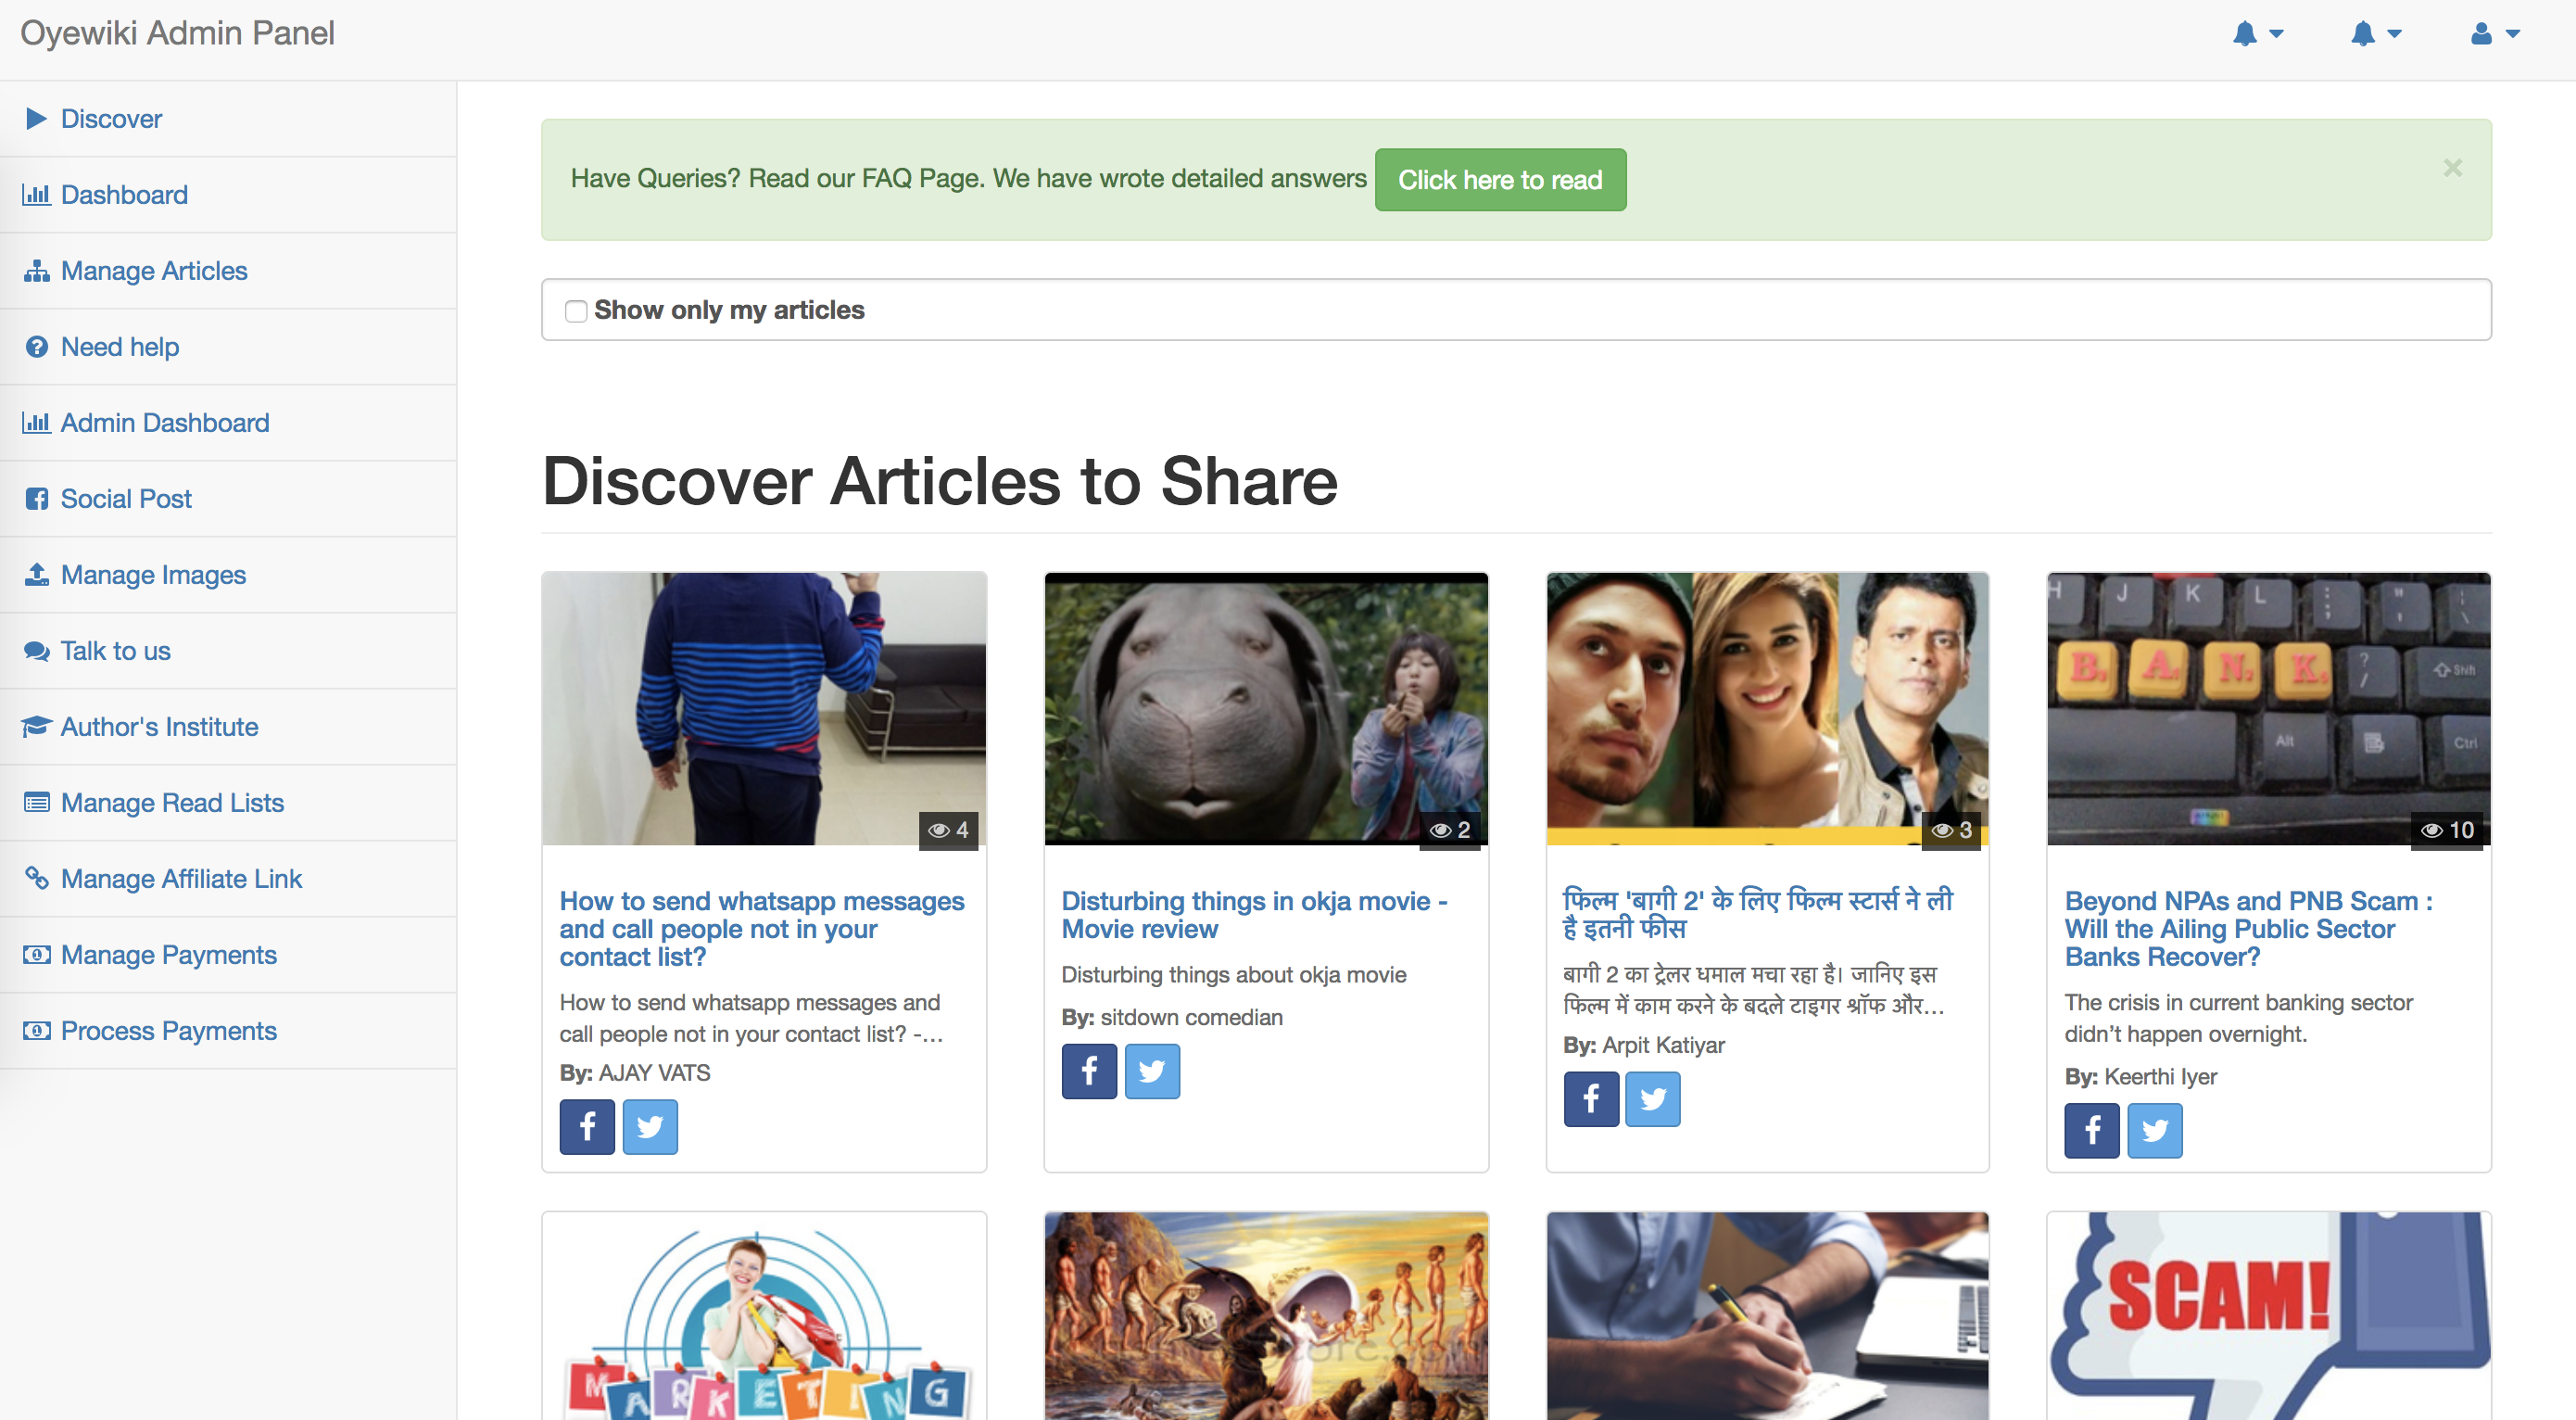 Oyewiki Admin Panel
Discover
Dashboard
Manage Articles
Need help
Admin Dashboard
Social Post
Manage Images
Talk to us
Author's Institute
Manage Read Lists
Manage Affiliate Link
Manage Payments
Process Payments
Have Queries? Read our FAQ Page. We have wrote detailed answers Click here to read
×
Show only my articles
Discover Articles to Share
4
How to send whatsapp messages
and call people not in your
contact list?
How to send whatsapp messages and
call people not in your contact list? -...
By: AJAY VATS
2
Disturbing things in okja movie -
Movie review
Disturbing things about okja movie
By: sitdown comedian
3
फिल्म 'बागी 2' के लिए फिल्म स्टार्स ने ली
है इतनी फीस
बागी 2 का ट्रेलर धमाल मचा रहा है। जानिए इस
फिल्म में काम करने के बदले टाइगर श्रॉफ और...
By: Arpit Katiyar
H J K L ; " \
B. A. N. K. ? / Shift
Alt Ctrl
10
Beyond NPAs and PNB Scam :
Will the Ailing Public Sector
Banks Recover?
The crisis in current banking sector
didn’t happen overnight.
By: Keerthi Iyer
MARKETING
SCAM!